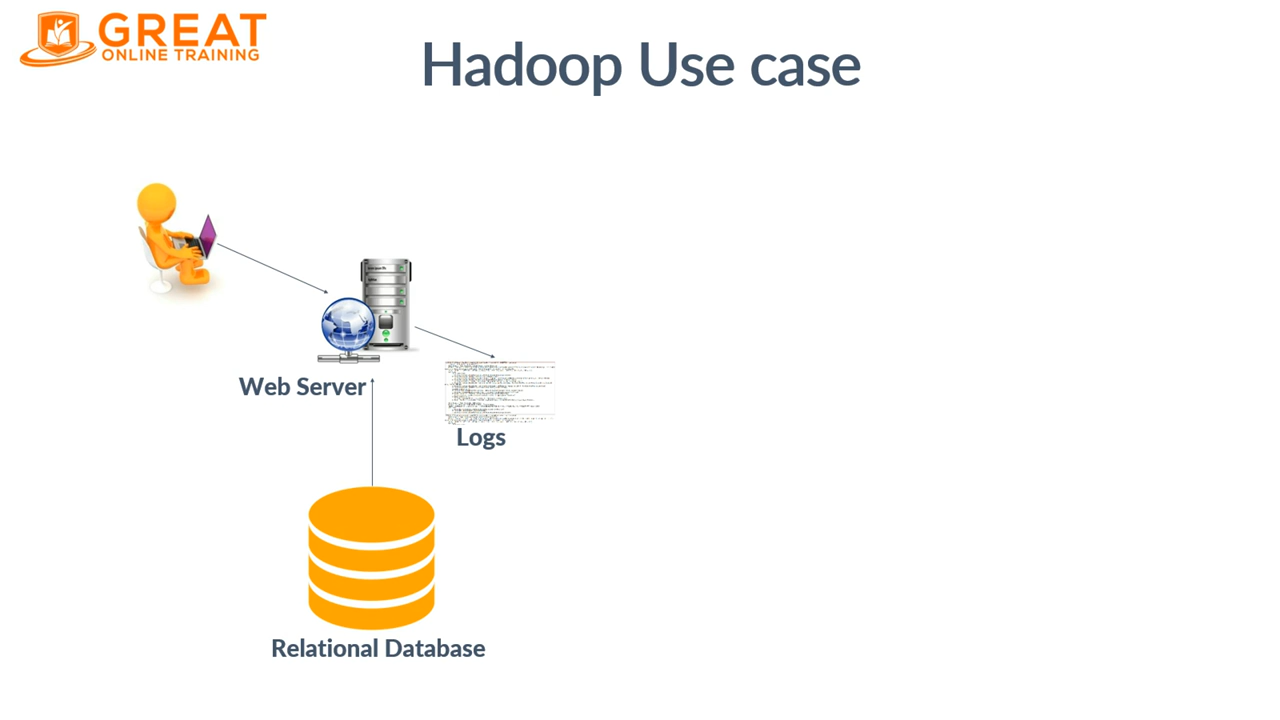 GREAT
ONLINE TRAINING
Hadoop Use case
Web Server
Logs
Relational Database